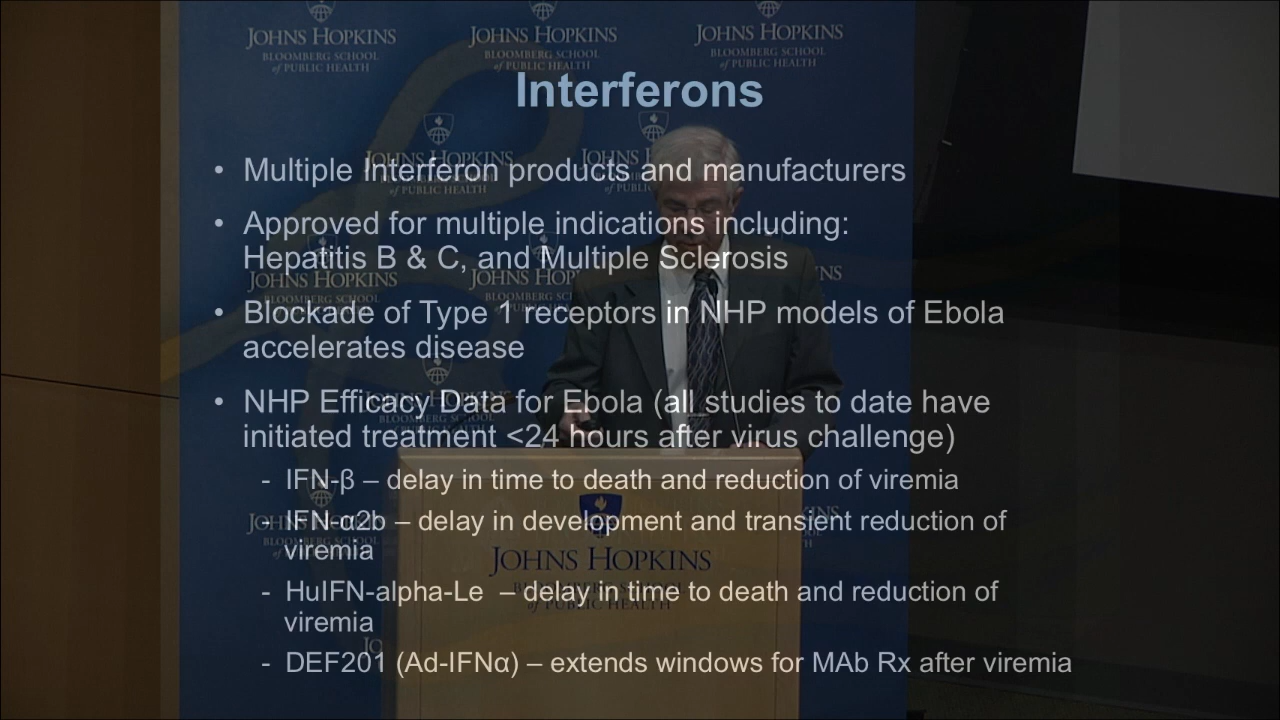 JOHNS HOPKINS JOHNS HOPKINS JOHNS HOPKINS
BLOOMBERG SCHOOL BLOOMBERG SCHOOL BLOOMBERG SCHOOL
of PUBLIC HEALTH of PUBLIC HEALTH of PUBLIC HEALTH
Interferons
• Multiple Interferon products and manufacturers
• Approved for multiple indications including:
Hepatitis B & C, and Multiple Sclerosis
• Blockade of Type 1 receptors in NHP models of Ebola
accelerates disease
• NHP Efficacy Data for Ebola (all studies to date have
initiated treatment <24 hours after virus challenge)
- IFN-β – delay in time to death and reduction of viremia
- IFN-α2b – delay in development and transient reduction of
viremia
- HuIFN-alpha-Le – delay in time to death and reduction of
viremia
- DEF201 (Ad-IFNα) – extends windows for MAb Rx after viremia
JOHNS HOPKINS
BLOOMBERG SCHOOL
of PUBLIC HEALTH